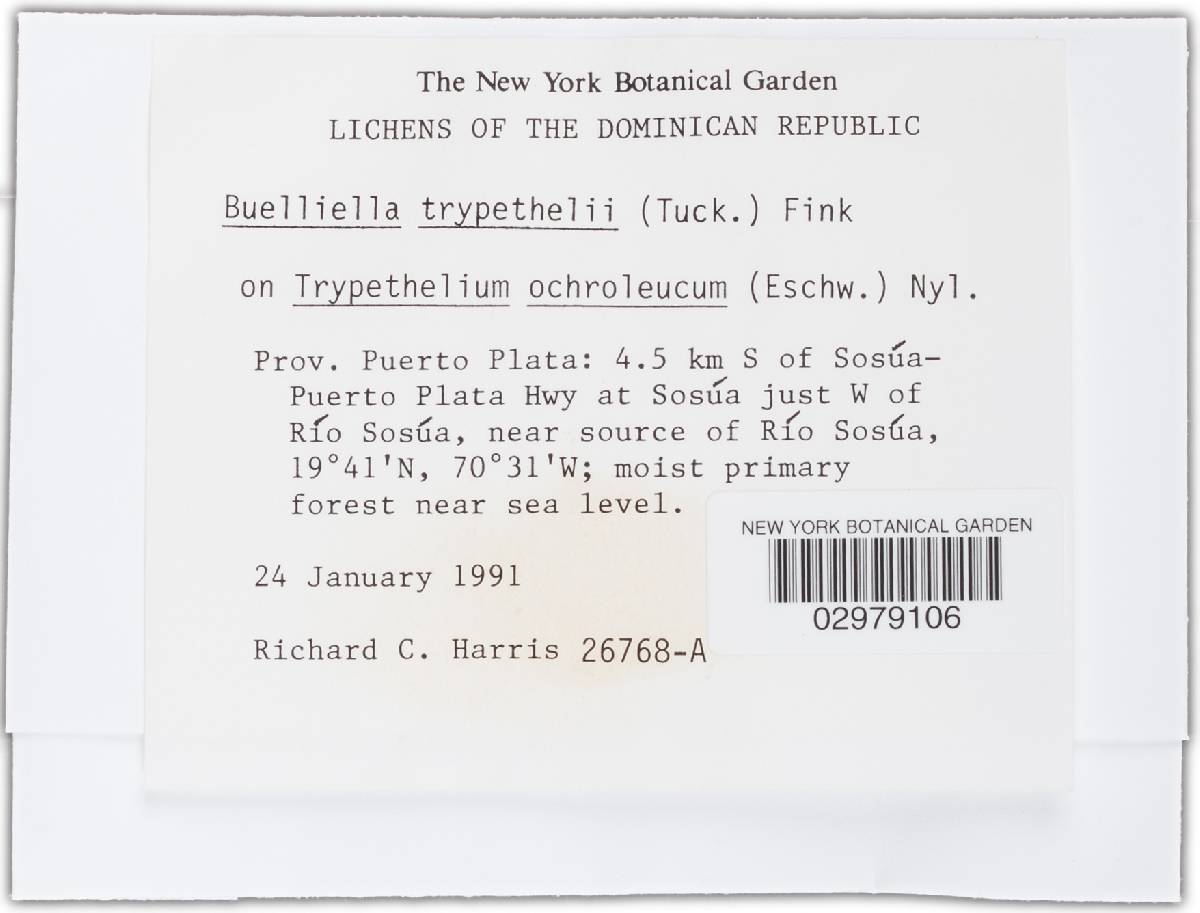 The New York Botanical Garden
LICHENS OF THE DOMINICAN REPUBLIC
Buelliella trypethelii (Tuck.) Fink
on Trypethelium ochroleucum (Eschw.) Nyl.
Prov. Puerto Plata: 4.5 km S of Sosúa-
Puerto Plata Hwy at Sosúa just W of
Río Sosúa, near source of Río Sosúa,
19°41'N, 70°31'W; moist primary
forest near sea level.
24 January 1991
Richard C. Harris 26768-A
NEW YORK BOTANICAL GARDEN
02979106